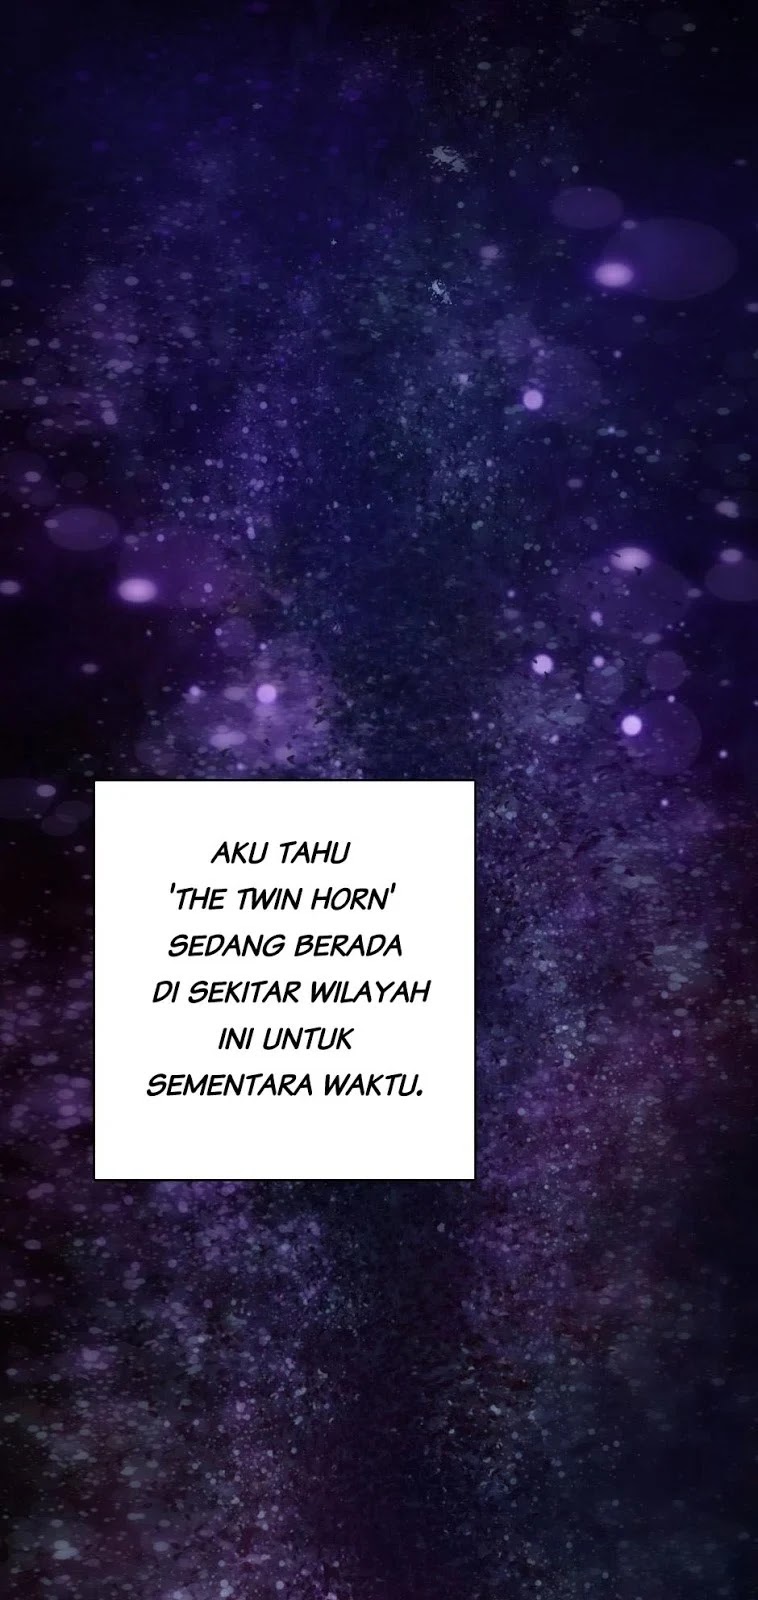 AKU TAHU
'THE TWIN HORN'
SEDANG BERADA
DI SEKITAR WILAYAH
INI UNTUK
SEMENTARA WAKTU.